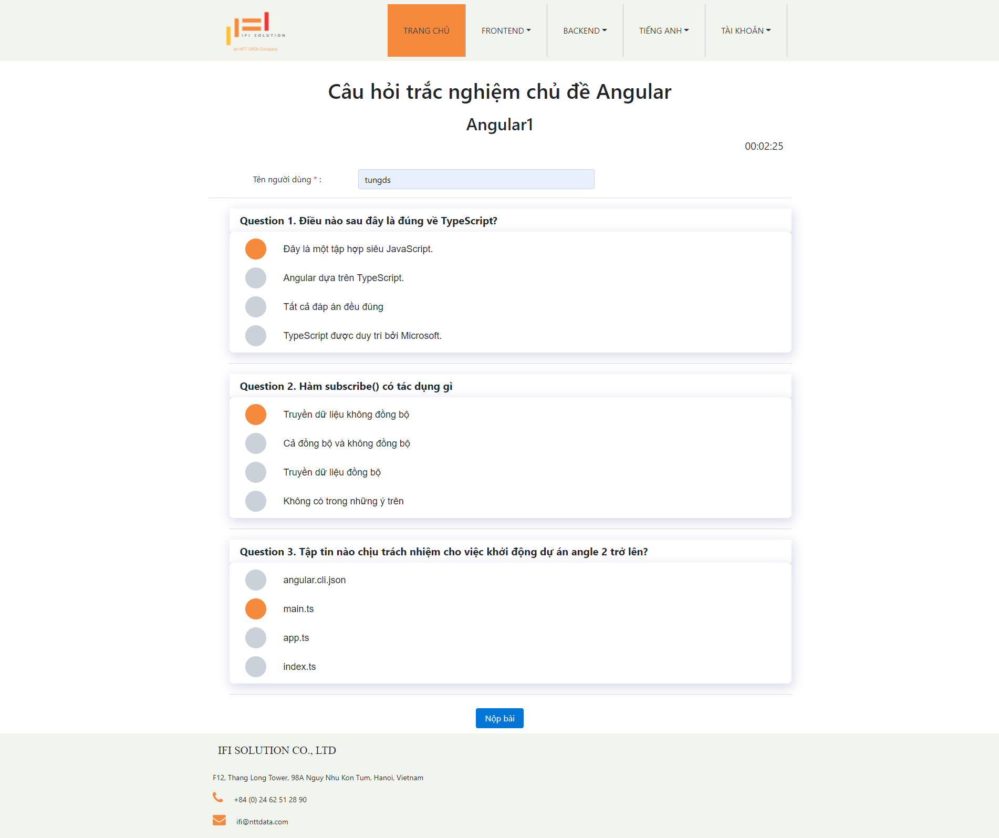 IFI SOLUTION
an NTT DATA Company
TRANG CHỦ
FRONTEND
BACKEND
TIẾNG ANH
TÀI KHOẢN
Câu hỏi trắc nghiệm chủ đề Angular
Angular1
00:02:25
Tên người dùng * :
tungds
Question 1. Điều nào sau đây là đúng về TypeScript?
Đây là một tập hợp siêu JavaScript.
Angular dựa trên TypeScript.
Tất cả đáp án đều đúng
TypeScript được duy trì bởi Microsoft.
Question 2. Hàm subscribe() có tác dụng gì
Truyền dữ liệu không đồng bộ
Cả đồng bộ và không đồng bộ
Truyền dữ liệu đồng bộ
Không có trong những ý trên
Question 3. Tập tin nào chịu trách nhiệm cho việc khởi động dự án angle 2 trở lên?
angular.cli.json
main.ts
app.ts
index.ts
Nộp bài
IFI SOLUTION CO., LTD
F12, Thang Long Tower, 98A Nguy Nhu Kon Tum, Hanoi, Vietnam
+84 (0) 24 62 51 28 90
ifi@nttdata.com